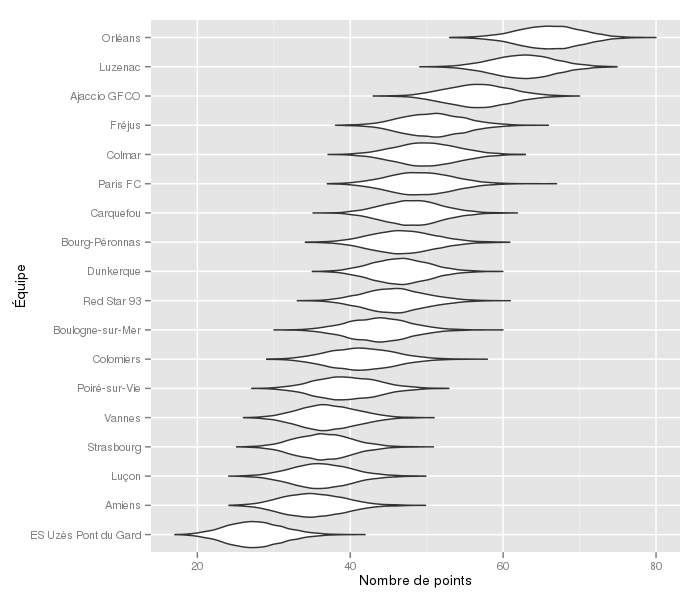 Orléans
Luzenac
Ajaccio GFCO
Fréjus
Colmar
Paris FC
Carquefou
Bourg-Péronnas
Dunkerque
Red Star 93
Boulogne-sur-Mer
Colomiers
Poiré-sur-Vie
Vannes
Strasbourg
Luçon
Amiens
ES Uzès Pont du Gard
Équipe
20 40 60 80
Nombre de points